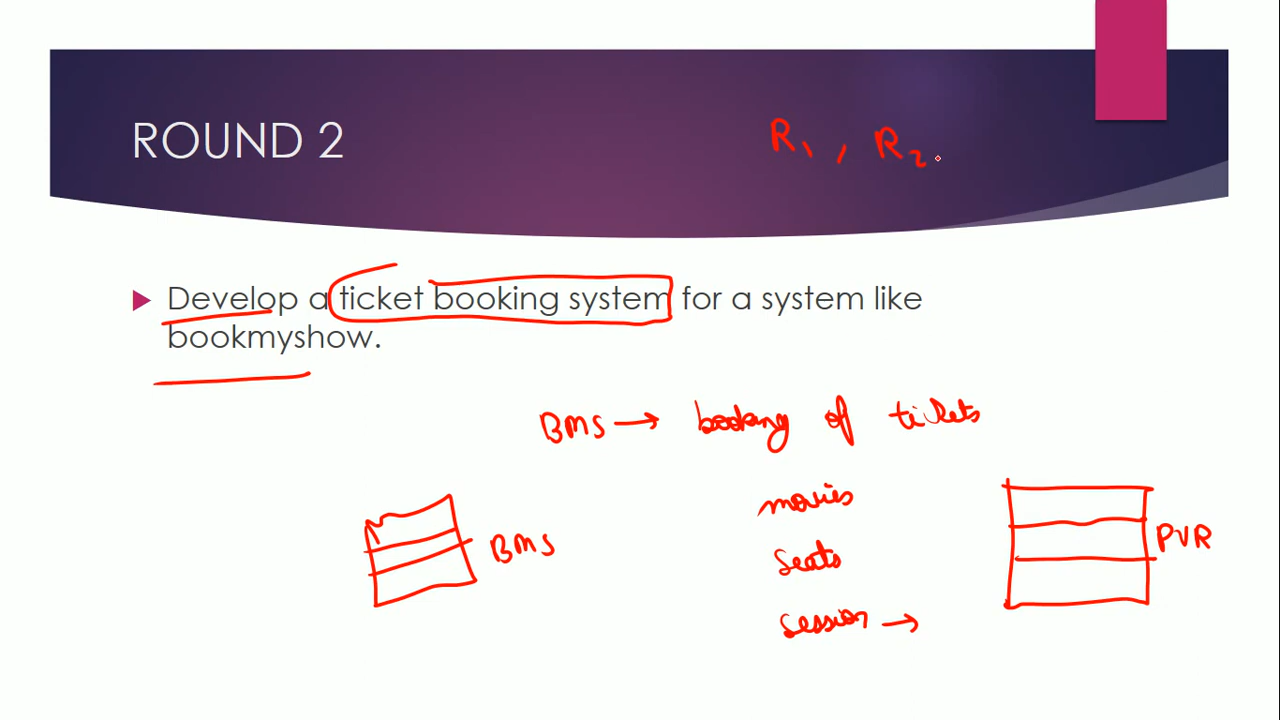 ROUND 2
R1, R2
Develop a ticket booking system for a system like
bookmyshow.
BMS → booking of tickets
movies
BMS
seats
PVR
session →